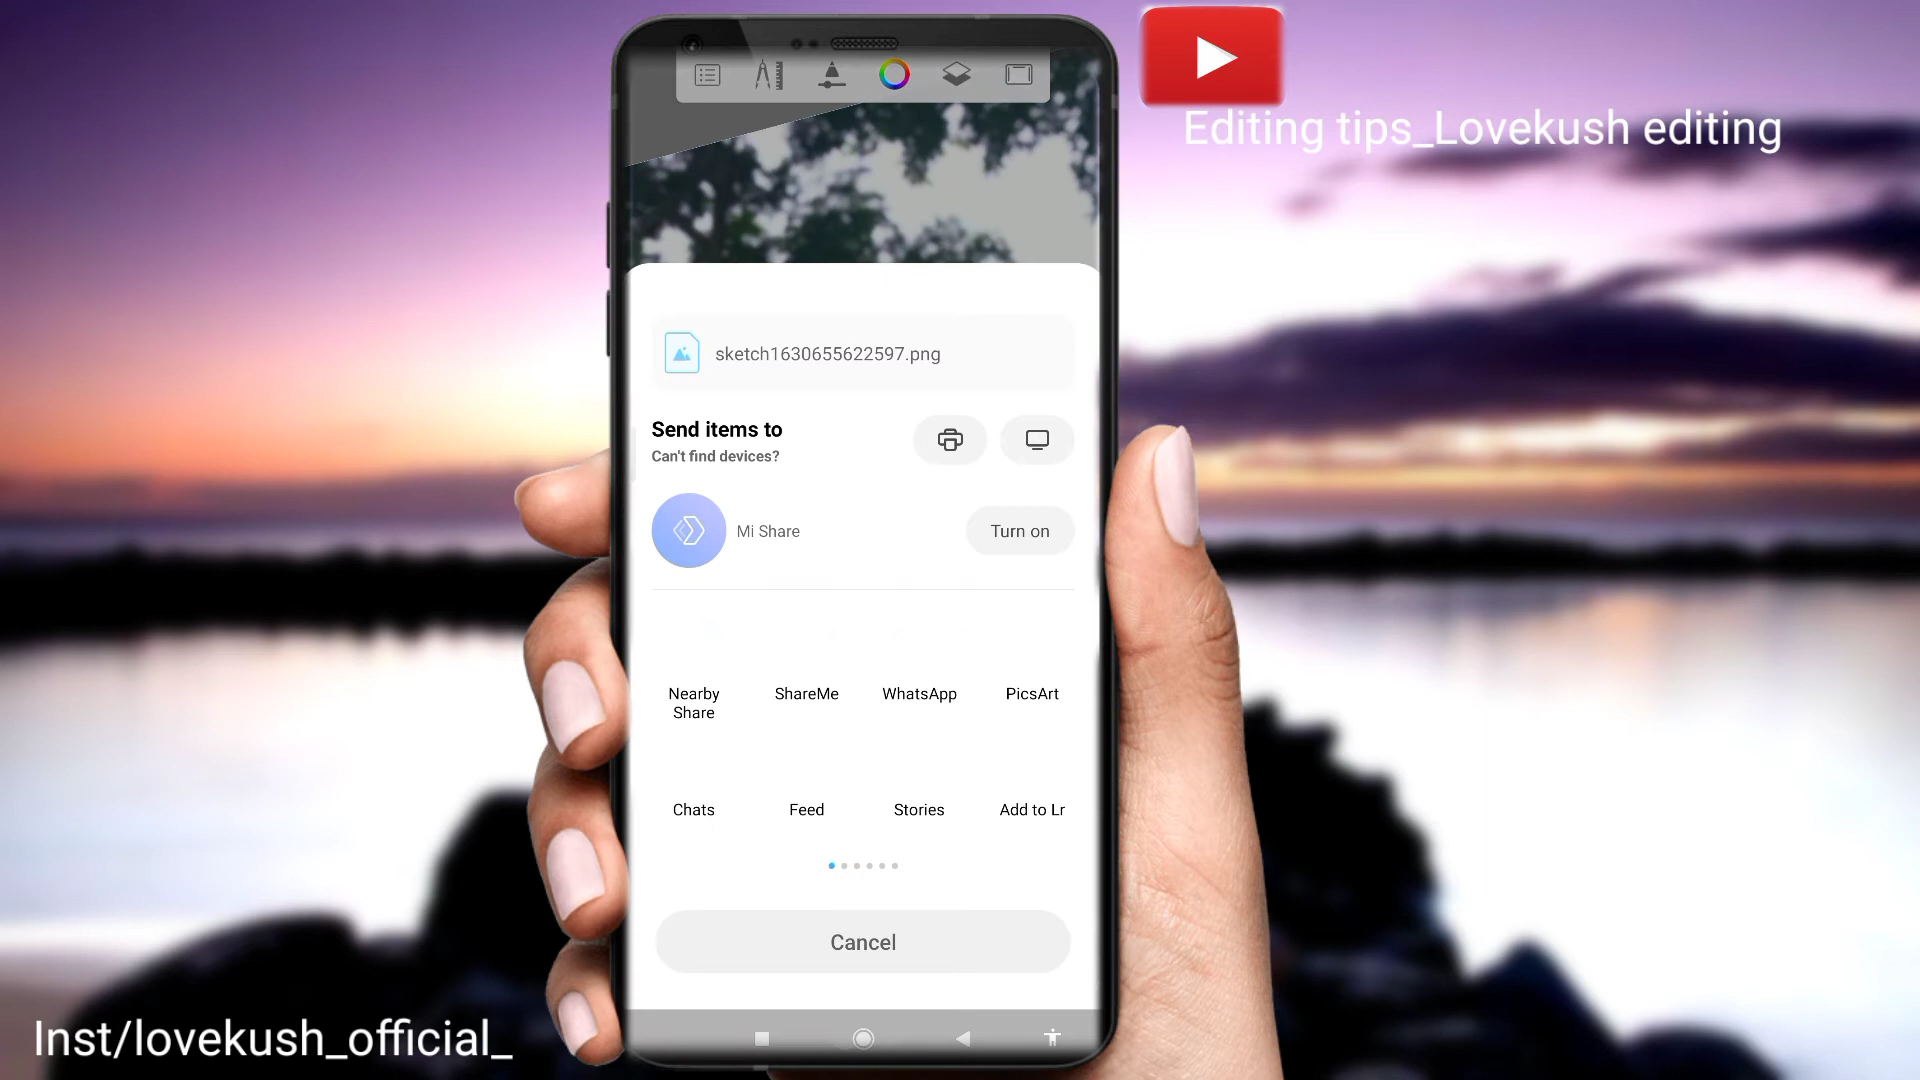 Editing tips_Lovekush editing
sketch1630655622597.png
Send items to
Can't find devices?
Mi Share
Turn on
Nearby Share
ShareMe
WhatsApp
PicsArt
Chats
Feed
Stories
Add to Lr
Cancel
Inst/lovekush_official_